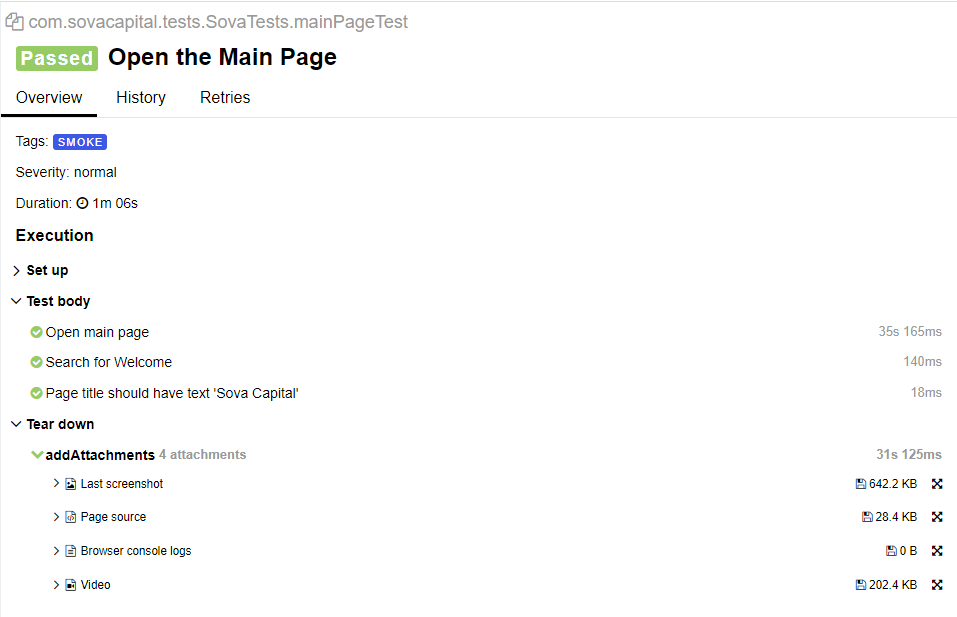 com.sovacapital.tests.SovaTests.mainPageTest
Passed Open the Main Page
Overview History Retries
Tags: SMOKE
Severity: normal
Duration: 1m 06s
Execution
Set up
Test body
Open main page 35s 165ms
Search for Welcome 140ms
Page title should have text 'Sova Capital' 18ms
Tear down
addAttachments 4 attachments 31s 125ms
Last screenshot 642.2 KB
Page source 28.4 KB
Browser console logs 0 B
Video 202.4 KB